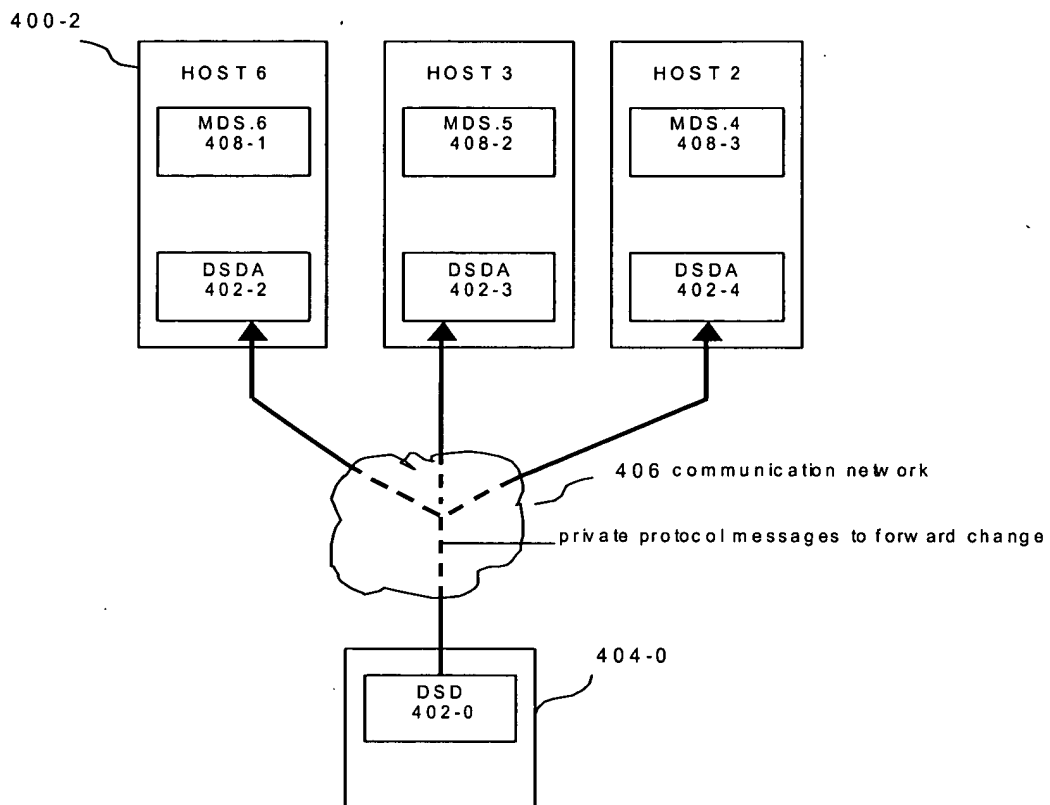 400-2
HOST 6
MDS.6
408-1
DSDA
402-2
HOST 3
MDS.5
408-2
DSDA
402-3
HOST 2
MDS.4
408-3
DSDA
402-4
406 communication network
private protocol messages to forward change
404-0
DSD
402-0